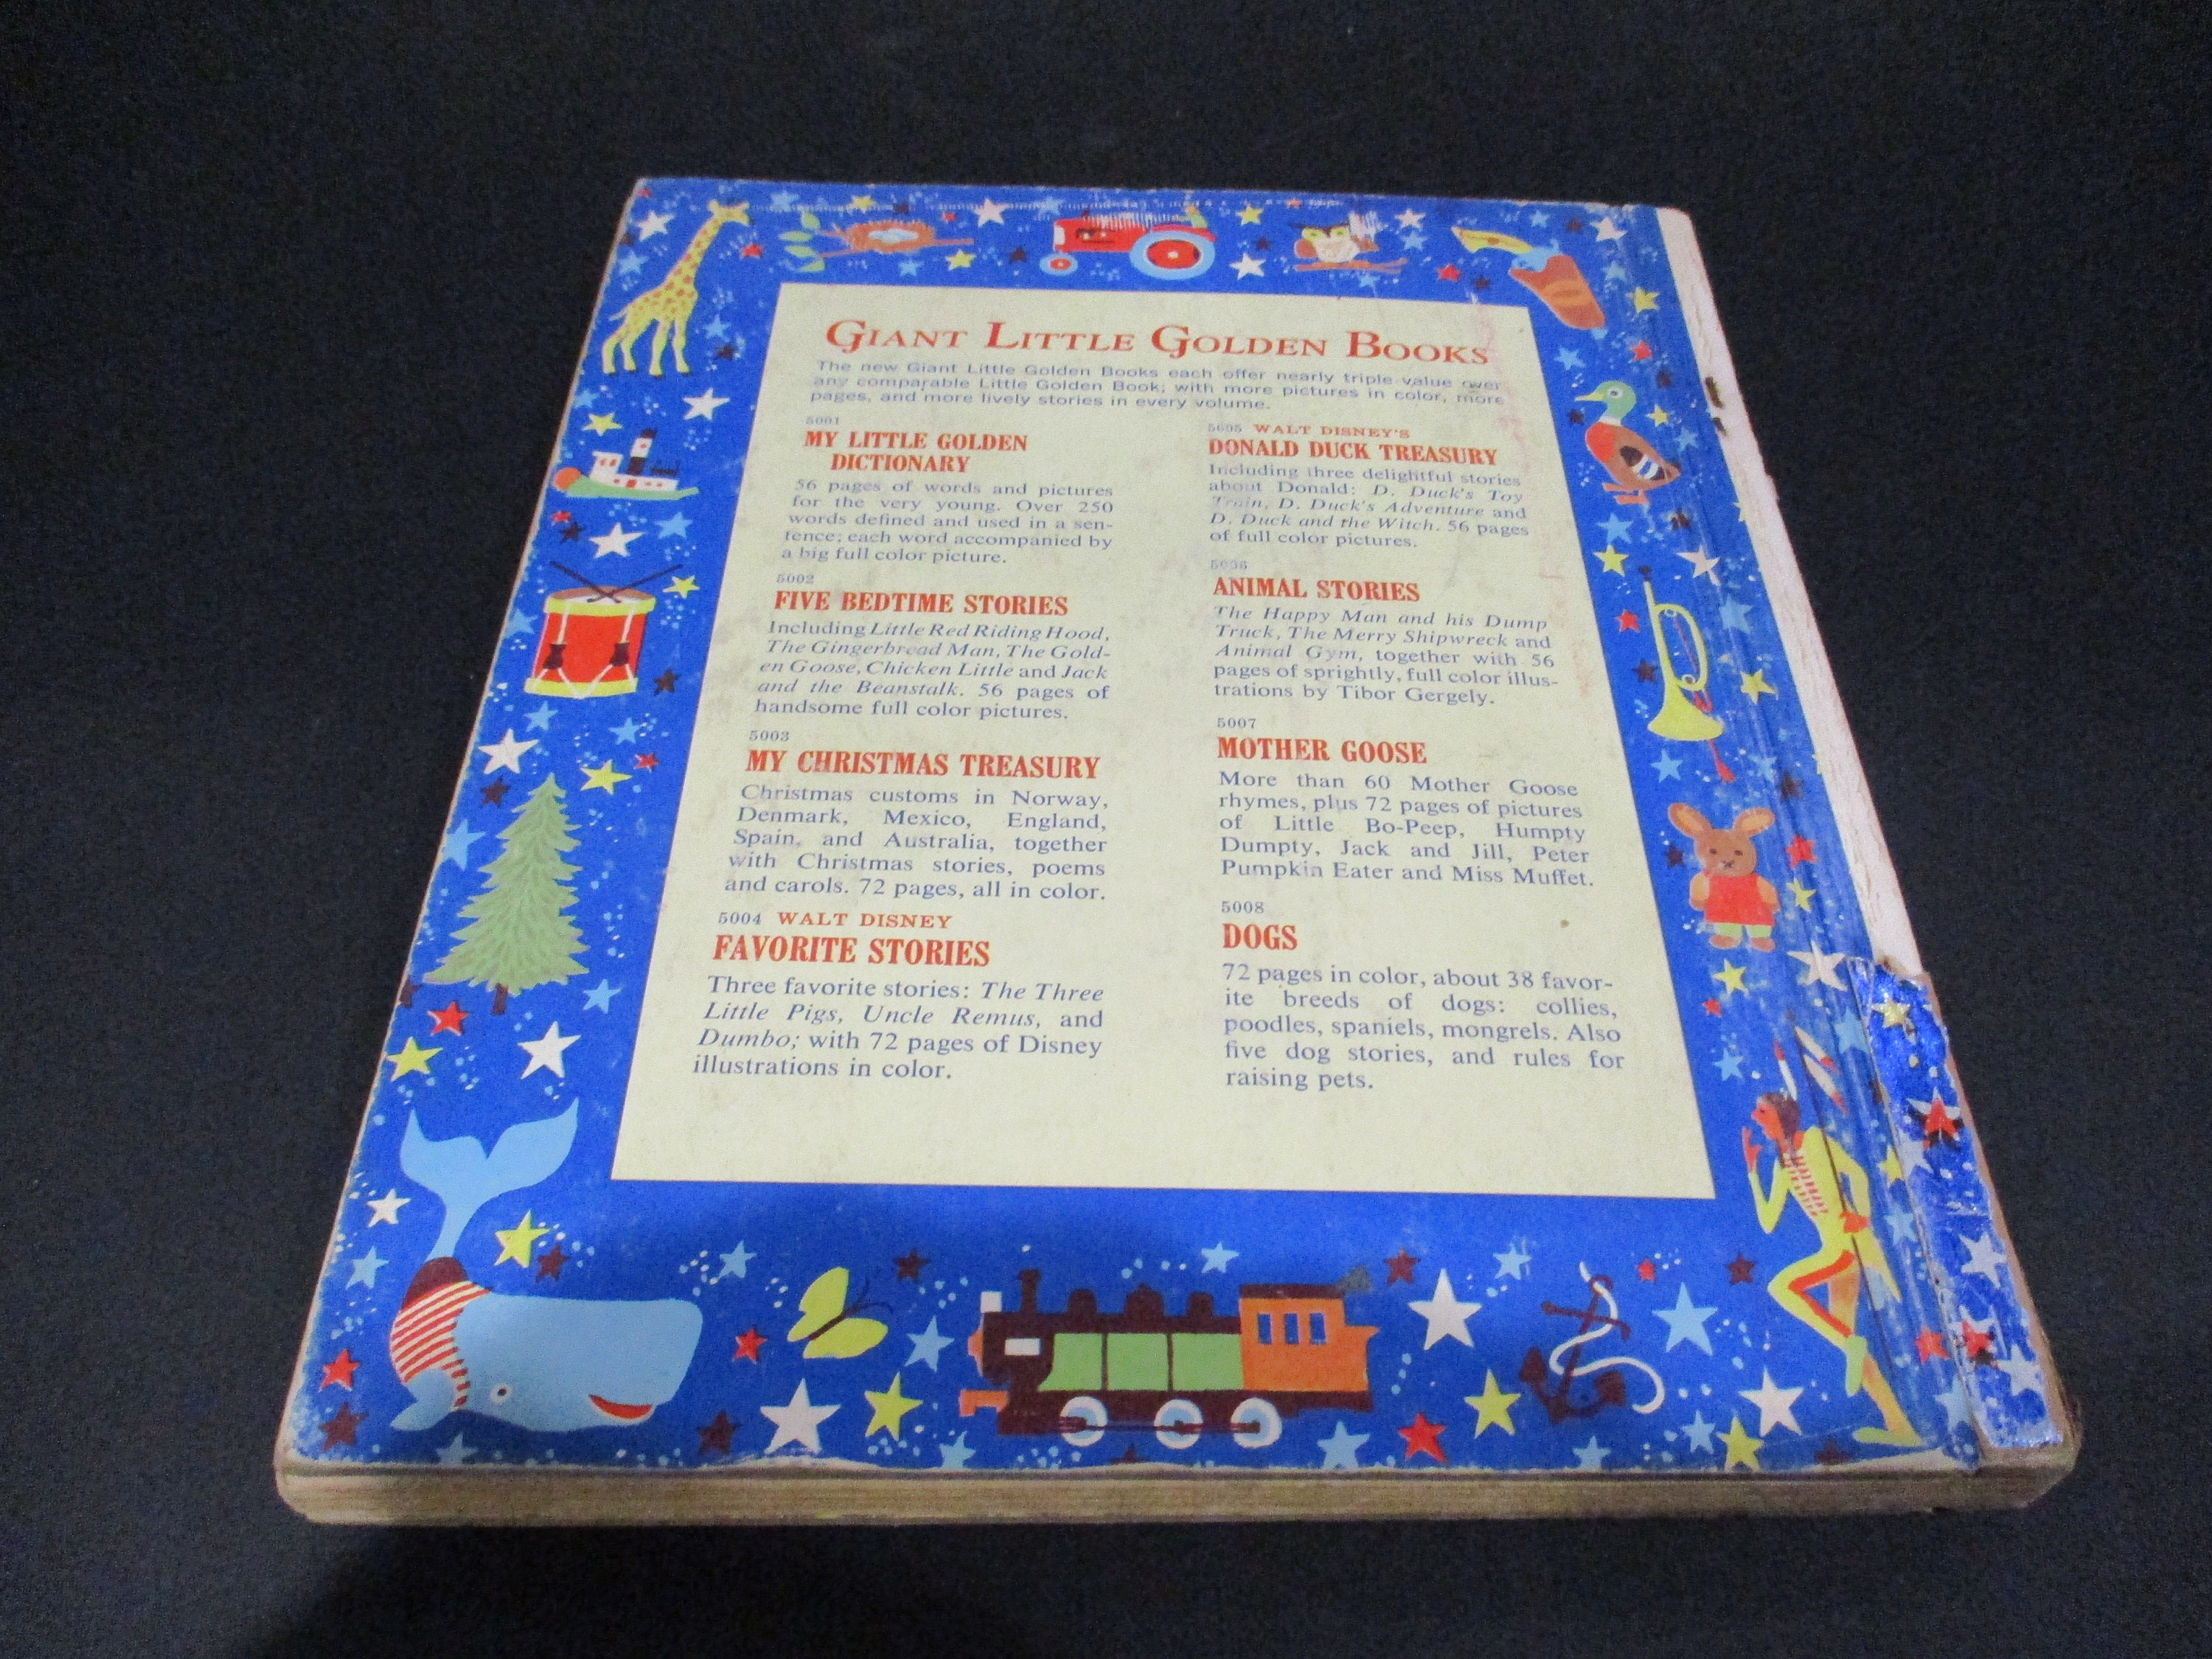 GIANT LITTLE GOLDEN BOOKS
The new Giant Little Golden Books each offer nearly triple value over
any comparable Little Golden Book; with more pictures in color, more
pages, and more lively stories in every volume.
5001
MY LITTLE GOLDEN
DICTIONARY
56 pages of words and pictures
for the very young. Over 250
words defined and used in a sen-
tence; each word accompanied by
a big full color picture.
5002
FIVE BEDTIME STORIES
Including Little Red Riding Hood,
The Gingerbread Man, The Gold-
en Goose, Chicken Little and Jack
and the Beanstalk. 56 pages of
handsome full color pictures.
5003
MY CHRISTMAS TREASURY
Christmas customs in Norway,
Denmark, Mexico, England,
Spain, and Australia, together
with Christmas stories, poems
and carols. 72 pages, all in color.
5004 WALT DISNEY
FAVORITE STORIES
Three favorite stories: The Three
Little Pigs, Uncle Remus, and
Dumbo; with 72 pages of Disney
illustrations in color.
5005 WALT DISNEY'S
DONALD DUCK TREASURY
Including three delightful stories
about Donald: D. Duck's Toy
Train, D. Duck's Adventure and
D. Duck and the Witch. 56 pages
of full color pictures.
5006
ANIMAL STORIES
The Happy Man and his Dump
Truck, The Merry Shipwreck and
Animal Gym, together with 56
pages of sprightly, full color illus-
trations by Tibor Gergely.
5007
MOTHER GOOSE
More than 60 Mother Goose
rhymes, plus 72 pages of pictures
of Little Bo-Peep, Humpty
Dumpty, Jack and Jill, Peter
Pumpkin Eater and Miss Muffet.
5008
DOGS
72 pages in color, about 38 favor-
ite breeds of dogs: collies,
poodles, spaniels, mongrels. Also
five dog stories, and rules for
raising pets.